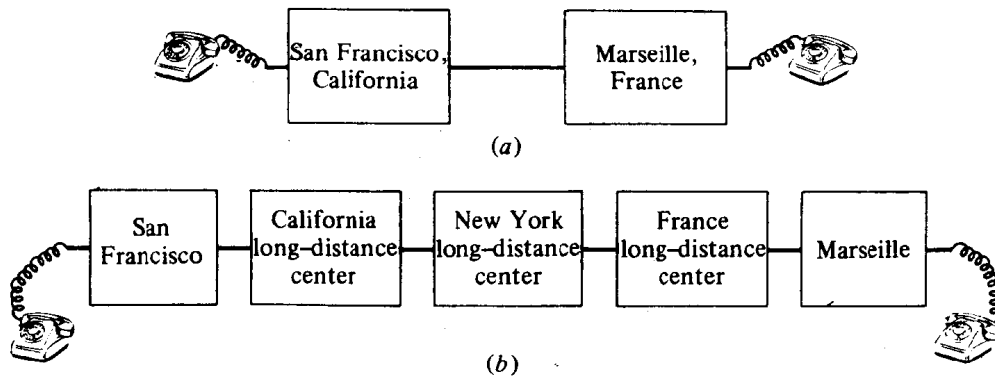 San Francisco,
California
Marseille,
France
(a)
San
Francisco
California
long–distance
center
New York
long–distance
center
France
long–distance
center
Marseille
(b)